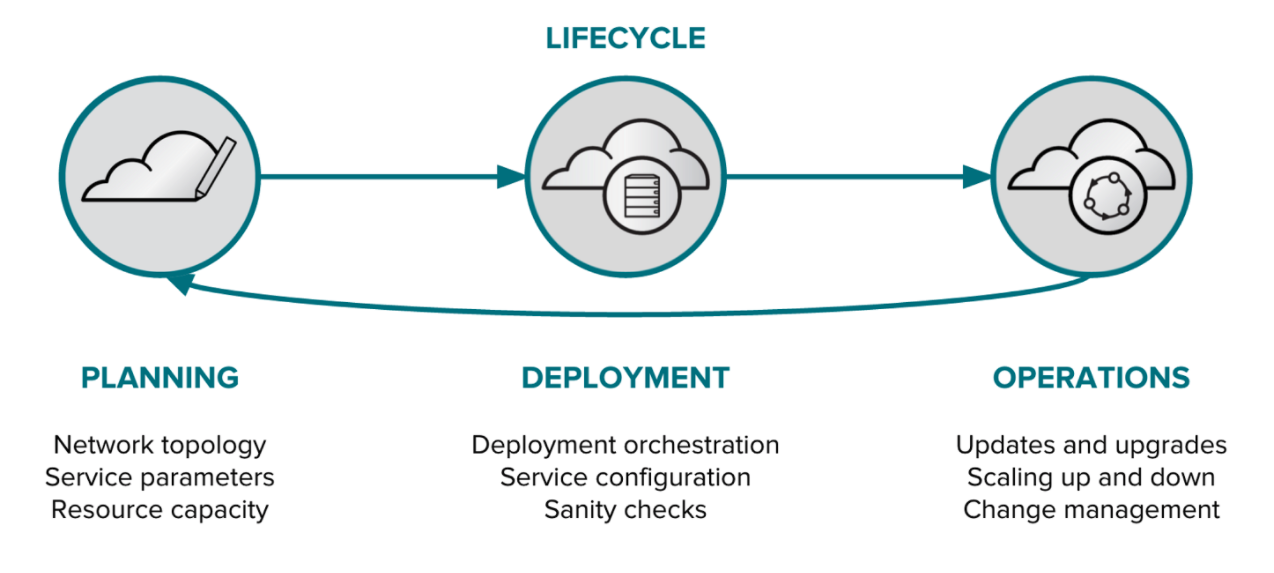 LIFECYCLE
PLANNING
Network topology
Service parameters
Resource capacity
DEPLOYMENT
Deployment orchestration
Service configuration
Sanity checks
OPERATIONS
Updates and upgrades
Scaling up and down
Change management